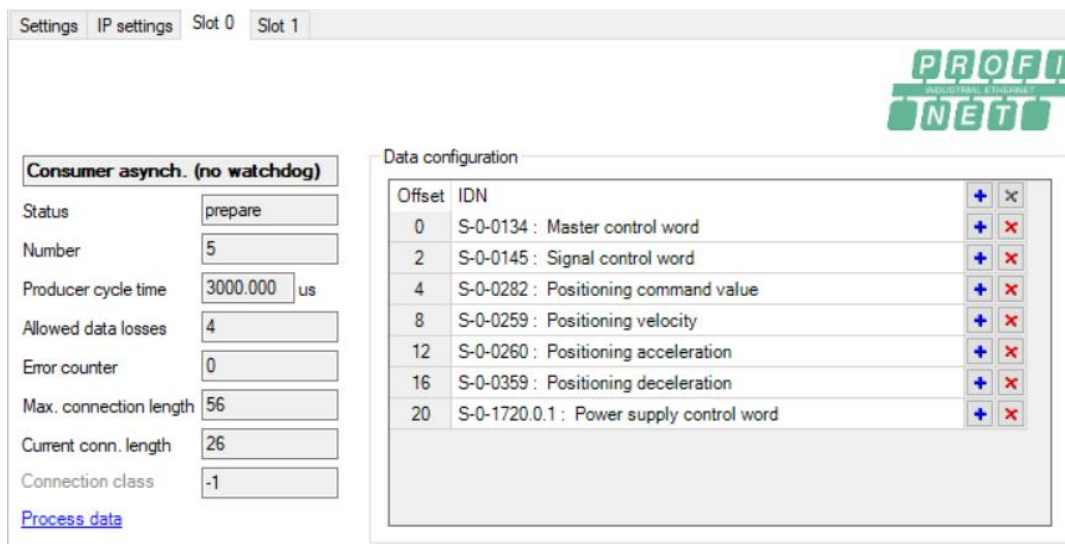 Settings IP settings Slot 0 Slot 1
PROFI
INDUSTRIAL ETHERNET
NET
Consumer asynch. (no watchdog)
Status prepare
Number 5
Producer cycle time 3000.000 us
Allowed data losses 4
Error counter 0
Max. connection length 56
Current conn. length 26
Connection class -1
Process data
Data configuration
Offset IDN
0 S-0-0134 : Master control word
2 S-0-0145 : Signal control word
4 S-0-0282 : Positioning command value
8 S-0-0259 : Positioning velocity
12 S-0-0260 : Positioning acceleration
16 S-0-0359 : Positioning deceleration
20 S-0-1720.0.1 : Power supply control word